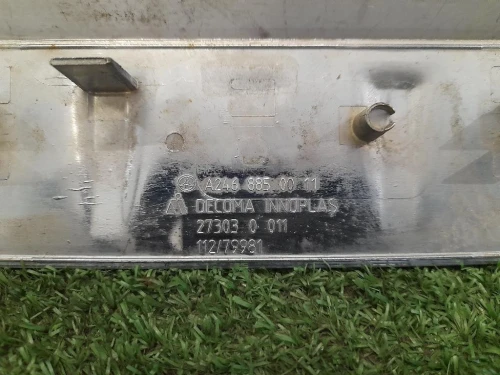 A246 885 00 11
DECOMA INNOPLAS
27303 0 011
112/79981